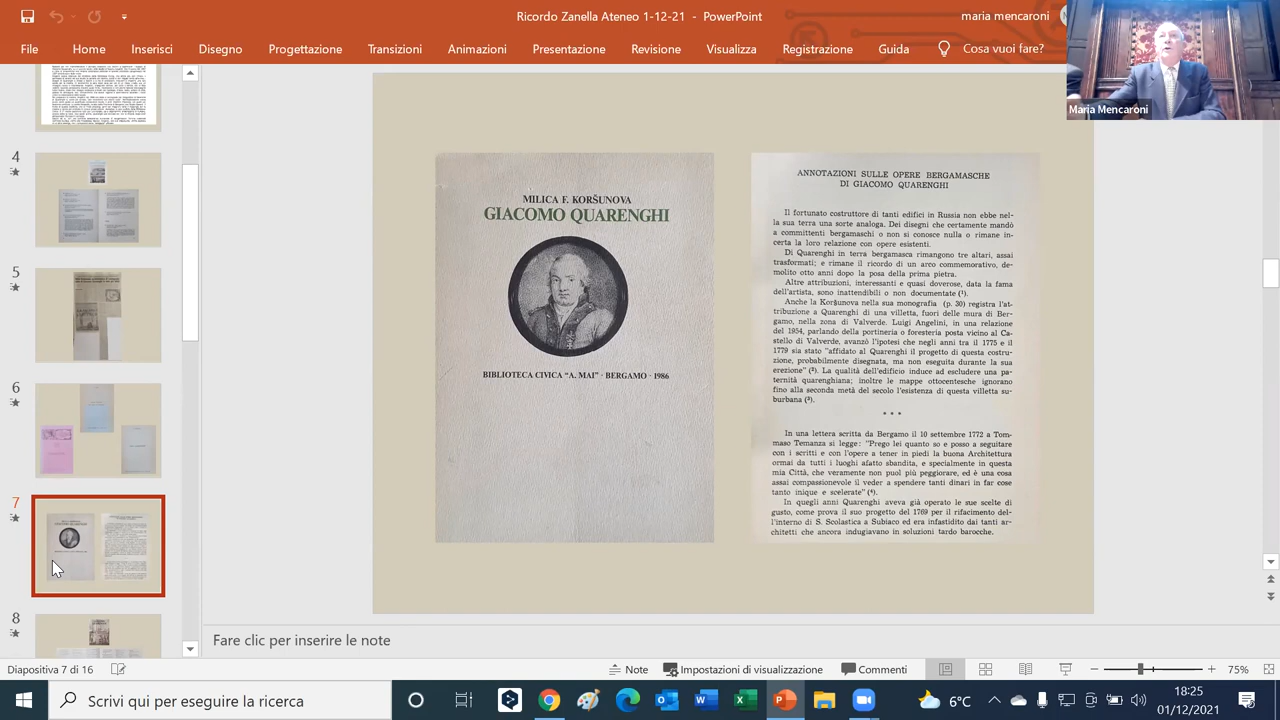 Ricordo Zanella Ateneo 1-12-21 - PowerPoint
maria mencaroni
File Home Inserisci Disegno Progettazione Transizioni Animazioni Presentazione Revisione Visualizza Registrazione Guida Cosa vuoi fare?
Maria Mencaroni
4
5
6
7
8
MILICA F. KORŠUNOVA
GIACOMO QUARENGHI
BIBLIOTECA CIVICA "A. MAI" - BERGAMO - 1986
ANNOTAZIONI SULLE OPERE BERGAMASCHE
DI GIACOMO QUARENGHI
Il fortunato costruttore di tanti edifici in Russia non ebbe nel-
la sua terra una sorte analoga. Dei disegni che certamente mandò
a committenti bergamaschi o non si conosce nulla o rimane in-
certa la loro relazione con opere esistenti.
Di Quarenghi in terra bergamasca rimangono tre altari, assai
trasformati; e rimane il ricordo di un arco commemorativo, de-
molito otto anni dopo la posa della prima pietra.
Altre attribuzioni, interessanti e quasi doverose, data la fama
dell'artista, sono inattendibili o non documentate (¹).
Anche la Koršunova nella sua monografia (p. 30) registra l'at-
tribuzione a Quarenghi di una villetta, fuori delle mura di Ber-
gamo, nella zona di Valverde. Luigi Angelini, in una relazione
del 1954, parlando della portineria o foresteria posta vicino al Ca-
stello di Valverde, avanzò l'ipotesi che negli anni tra il 1775 e il
1779 sia stato "affidato al Quarenghi il progetto di questa costru-
zione, probabilmente disegnata, ma non eseguita durante la sua
erezione" (²). La qualità dell'edificio induce ad escludere una pa-
ternità quarenghiana; inoltre le mappe ottocentesche ignorano
fino alla seconda metà del secolo l'esistenza di questa villetta su-
burbana (³).
* * *
In una lettera scritta da Bergamo il 10 settembre 1772 a Tom-
maso Temanza si legge: "Prego lei quanto so e posso a seguitare
con i scritti e con l'opere a tener in piedi la buona Architettura
ormai da tutti i luoghi afatto sbandita, e specialmente in questa
mia Città, che veramente non puol più peggiorare, ed è una cosa
assai compassionevole il veder a spendere tanti dinari in far cose
tanto inique e scelerate" (⁴).
In quegli anni Quarenghi aveva già operato le sue scelte di
gusto, come prova il suo progetto del 1769 per il rifacimento del-
l'interno di S. Scolastica a Subiaco ed era infastidito dai tanti ar-
chitetti che ancora indugiavano in soluzioni tardo barocche.
Fare clic per inserire le note
Diapositiva 7 di 16 Note Impostazioni di visualizzazione Commenti 75%
Scrivi qui per eseguire la ricerca
6°C
18:25
01/12/2021